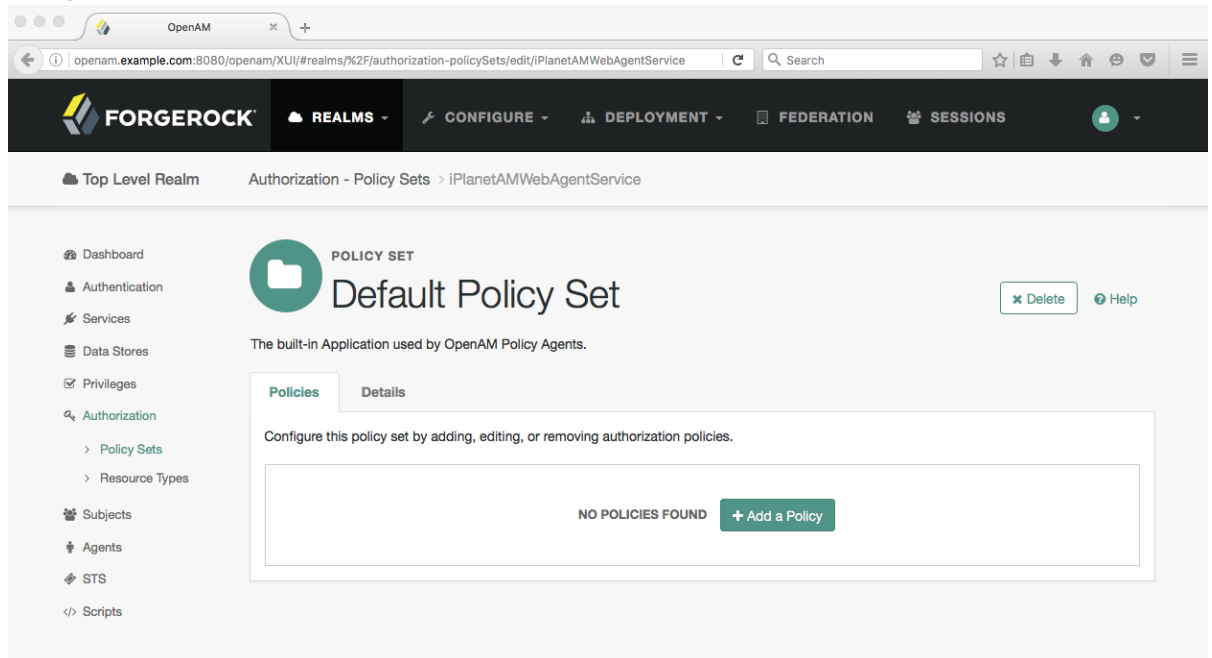 OpenAM
openam.example.com:8080/openam/XUI/#realms/%2F/authorization-policySets/edit/iPlanetAMWebAgentService
Search
FORGEROCK
REALMS
CONFIGURE
DEPLOYMENT
FEDERATION
SESSIONS
Top Level Realm
Authorization - Policy Sets > iPlanetAMWebAgentService
Dashboard
Authentication
Services
Data Stores
Privileges
Authorization
> Policy Sets
> Resource Types
Subjects
Agents
STS
Scripts
POLICY SET
Default Policy Set
Delete
Help
The built-in Application used by OpenAM Policy Agents.
Policies
Details
Configure this policy set by adding, editing, or removing authorization policies.
NO POLICIES FOUND
+ Add a Policy